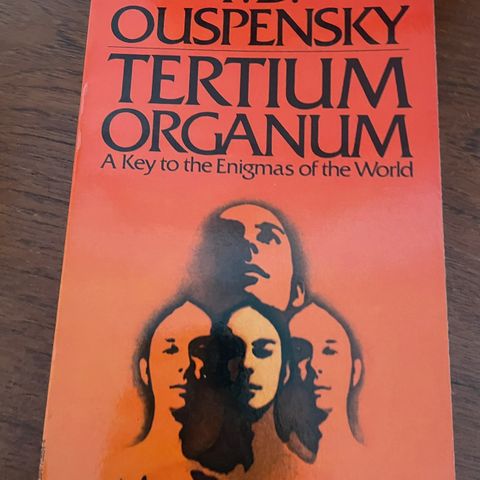 OUSPENSKY
TERTIUM
ORGANUM
A Key to the Enigmas of the World